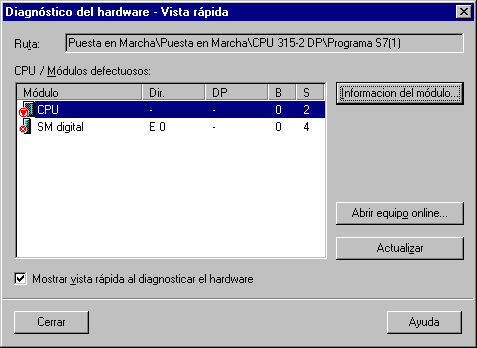 Diagnóstico del hardware - Vista rápida
Ruta: Puesta en Marcha\Puesta en Marcha\CPU 315-2 DP\Programa S7(1)
CPU / Módulos defectuosos:
Módulo Dir. DP B S
CPU - - 0 2
SM digital E 0 - 0 4
Informacion del módulo...
Abrir equipo online...
Actualizar
Mostrar vista rápida al diagnosticar el hardware
Cerrar Ayuda